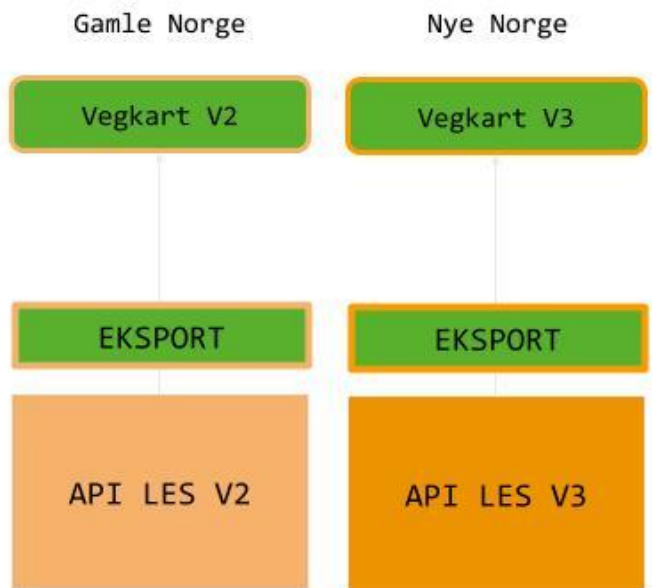 Gamle Norge
Nye Norge
Vegkart V2
Vegkart V3
EKSPORT
EKSPORT
API LES V2
API LES V3